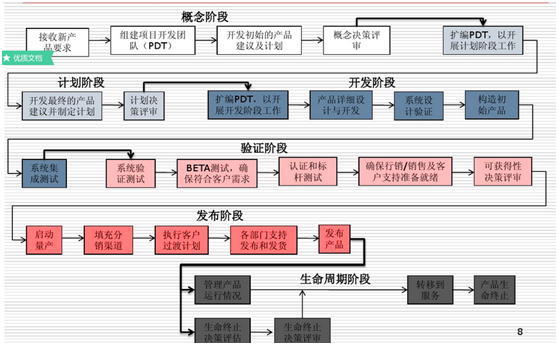 概念阶段
接收新产
品要求
组建项目开发团
队（PDT）
开发初始的产品
建议及计划
概念决策评
审
扩编PDT，以开
展计划阶段工作
优质文档
计划阶段
开发阶段
开发最终的产品
建议并制定计划
计划决
策评审
扩编PDT，以开
展开发阶段工作
产品详细设
计与开发
系统设
计验证
构造初
始产品
验证阶段
系统集
成测试
系统验
证测试
BETA测试，确
保符合客户需求
认证和标
杆测试
确保行销/销售及客
户支持准备就绪
可获得性
决策评审
发布阶段
启动
量产
填充分
销渠道
执行客户
过渡计划
各部门支持
发布和发货
发布
产品
生命周期阶段
管理产品
运行情况
转移到
服务
产品生
命终止
生命终止
决策评估
生命终止
决策评审
8